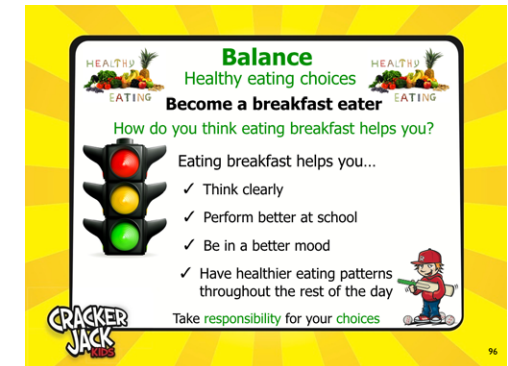 Balance
HEALTHY
EATING
HEALTHY
EATING
Healthy eating choices
Become a breakfast eater
How do you think eating breakfast helps you?
Eating breakfast helps you...
✓ Think clearly
✓ Perform better at school
✓ Be in a better mood
✓ Have healthier eating patterns
throughout the rest of the day
Take responsibility for your choices
CRACKER
JACK
KIDS
96